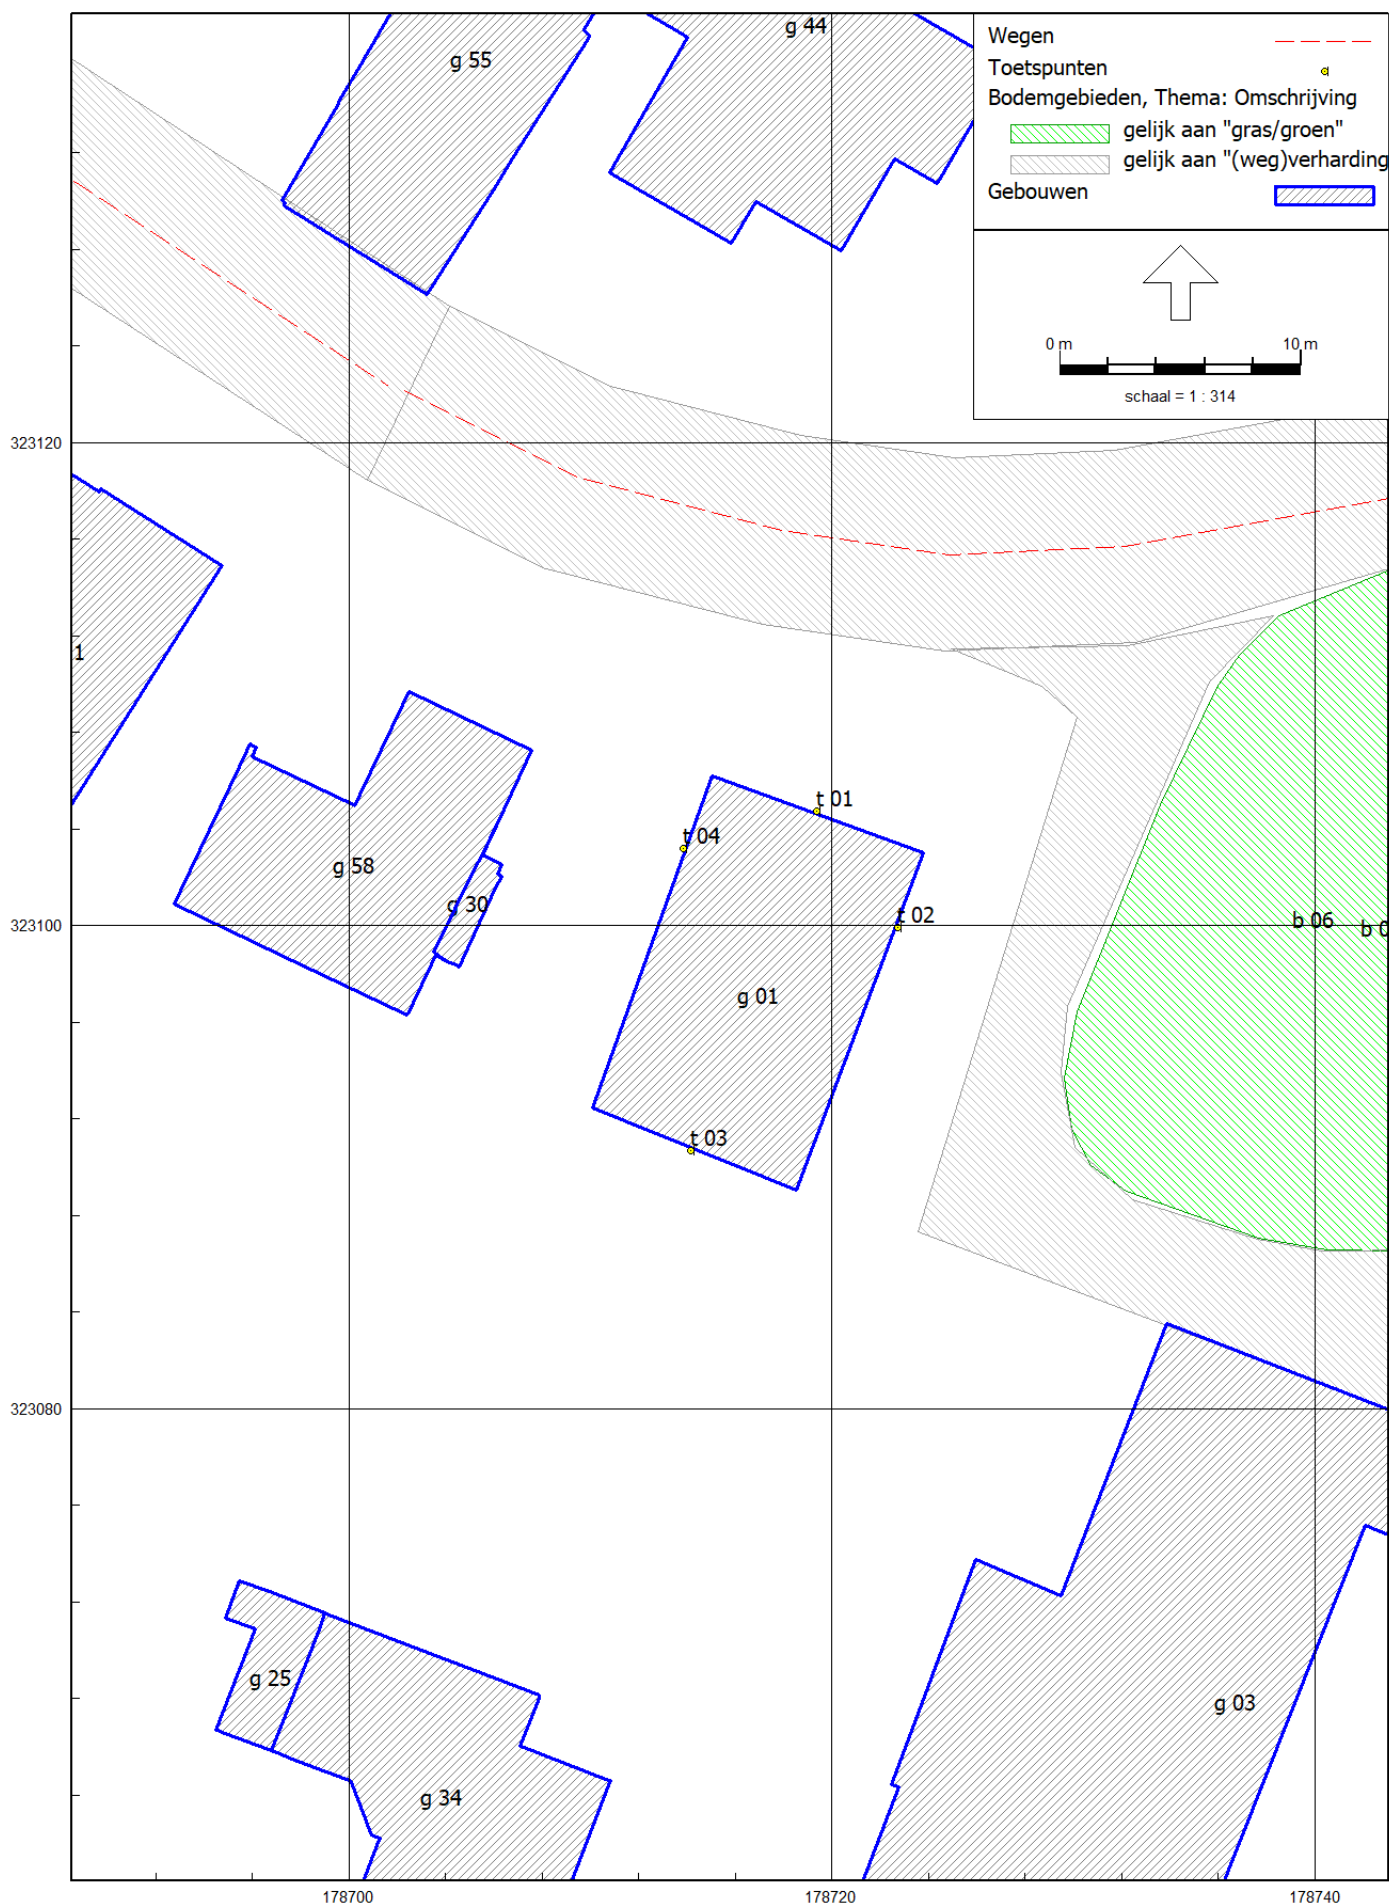 g 55
g 44
Wegen
Toetspunten
Bodemgebieden, Thema: Omschrijving
gelijk aan "gras/groen"
gelijk aan "(weg)verharding
Gebouwen
0 m
10 m
schaal = 1 : 314
323120
1
t 01
t 04
g 58
g 30
t 02
323100
b 06
b 0
g 01
t 03
323080
g 25
g 03
g 34
178700
178720
178740